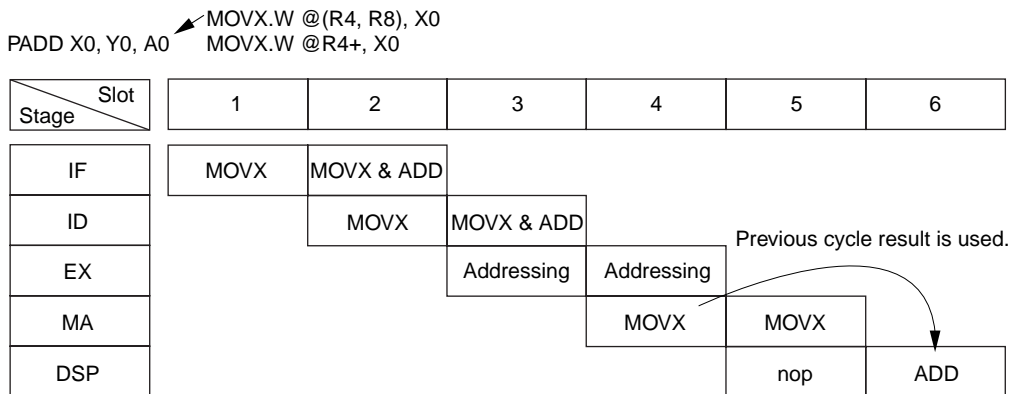 MOVX.W @(R4, R8), X0
PADD X0, Y0, A0 MOVX.W @R4+, X0
Slot
Stage
1 2 3 4 5 6
IF MOVX MOVX & ADD
ID MOVX MOVX & ADD
Previous cycle result is used.
EX Addressing Addressing
MA MOVX MOVX
DSP nop ADD